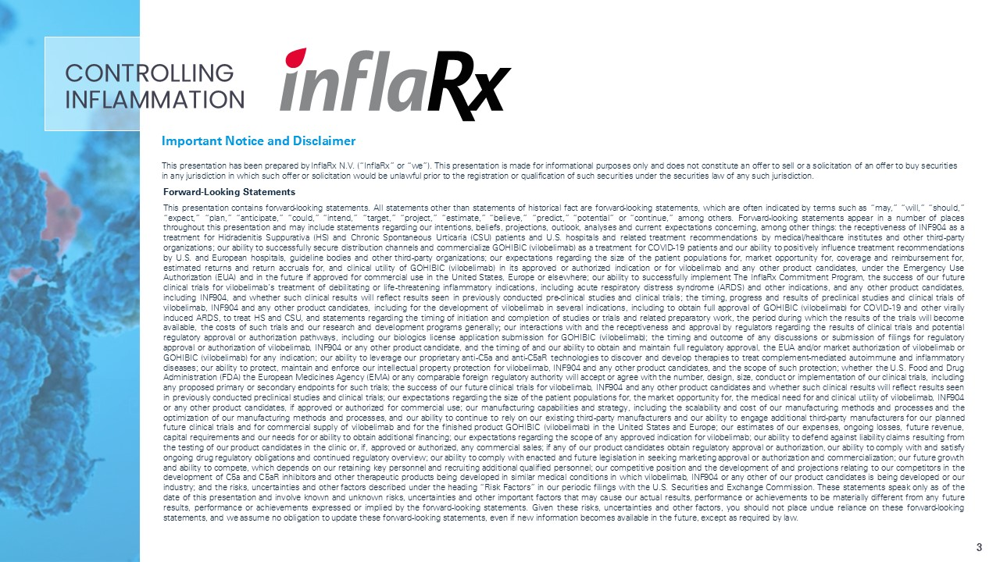 CONTROLLING
INFLAMMATION
inflaRx
Important Notice and Disclaimer
This presentation has been prepared by InflaRx N.V. (“InflaRx” or “we”). This presentation is made for informational purposes only and does not constitute an offer to sell or a solicitation of an offer to buy securities
in any jurisdiction in which such offer or solicitation would be unlawful prior to the registration or qualification of such securities under the securities law of any such jurisdiction.
Forward-Looking Statements
This presentation contains forward-looking statements. All statements other than statements of historical fact are forward-looking statements, which are often indicated by terms such as “may,” “will,” “should,”
“expect,” “plan,” “anticipate,” “could,” “intend,” “target,” “project,” “estimate,” “believe,” “predict,” “potential” or “continue,” among others. Forward-looking statements appear in a number of places
throughout this presentation and may include statements regarding our intentions, beliefs, projections, outlook, analyses and current expectations concerning, among other things: the receptiveness of INF904 as a
treatment for Hidradenitis Suppurativa (HS) and Chronic Spontaneous Urticaria (CSU) patients and U.S. hospitals and related treatment recommendations by medical/healthcare institutes and other third-party
organizations; our ability to successfully secure distribution channels and commercialize GOHIBIC (vilobelimab) as a treatment for COVID-19 patients and our ability to positively influence treatment recommendations
by U.S. and European hospitals, guideline bodies and other third-party organizations; our expectations regarding the size of the patient populations for, market opportunity for, coverage and reimbursement for,
estimated returns and return accruals for, and clinical utility of GOHIBIC (vilobelimab) in its approved or authorized indication or for vilobelimab and any other product candidates, under the Emergency Use
Authorization (EUA) and in the future if approved for commercial use in the United States, Europe or elsewhere; our ability to successfully implement The InflaRx Commitment Program, the success of our future
clinical trials for vilobelimab’s treatment of debilitating or life-threatening inflammatory indications, including acute respiratory distress syndrome (ARDS) and other indications, and any other product candidates,
including INF904, and whether such clinical results will reflect results seen in previously conducted pre-clinical studies and clinical trials; the timing, progress and results of preclinical studies and clinical trials of
vilobelimab, INF904 and any other product candidates, including for the development of vilobelimab in several indications, including to obtain full approval of GOHIBIC (vilobelimab) for COVID-19 and other virally
induced ARDS, to treat HS and CSU, and statements regarding the timing of initiation and completion of studies or trials and related preparatory work, the period during which the results of the trials will become
available, the costs of such trials and our research and development programs generally; our interactions with and the receptiveness and approval by regulators regarding the results of clinical trials and potential
regulatory approval or authorization pathways, including our biologics license application submission for GOHIBIC (vilobelimab); the timing and outcome of any discussions or submission of filings for regulatory
approval or authorization of vilobelimab, INF904 or any other product candidate, and the timing of and our ability to obtain and maintain full regulatory approval, the EUA and/or market authorization of vilobelimab or
GOHIBIC (vilobelimab) for any indication; our ability to leverage our proprietary anti-C5a and anti-C5aR technologies to discover and develop therapies to treat complement-mediated autoimmune and inflammatory
diseases; our ability to protect, maintain and enforce our intellectual property protection for vilobelimab, INF904 and any other product candidates, and the scope of such protection; whether the U.S. Food and Drug
Administration (FDA) the European Medicines Agency (EMA) or any comparable foreign regulatory authority will accept or agree with the number, design, size, conduct or implementation of our clinical trials, including
any proposed primary or secondary endpoints for such trials; the success of our future clinical trials for vilobelimab, INF904 and any other product candidates and whether such clinical results will reflect results seen
in previously conducted preclinical studies and clinical trials; our expectations regarding the size of the patient populations for, the market opportunity for, the medical need for and clinical utility of vilobelimab, INF904
or any other product candidates, if approved or authorized for commercial use; our manufacturing capabilities and strategy, including the scalability and cost of our manufacturing methods and processes and the
optimization of our manufacturing methods and processes, and our ability to continue to rely on our existing third-party manufacturers and our ability to engage additional third-party manufacturers for our planned
future clinical trials and for commercial supply of vilobelimab and for the finished product GOHIBIC (vilobelimab) in the United States and Europe; our estimates of our expenses, ongoing losses, future revenue,
capital requirements and our needs for or ability to obtain additional financing; our expectations regarding the scope of any approved indication for vilobelimab; our ability to defend against liability claims resulting from
the testing of our product candidates in the clinic or, if, approved or authorized, any commercial sales; if any of our product candidates obtain regulatory approval or authorization, our ability to comply with and satisfy
ongoing drug regulatory obligations and continued regulatory overview; our ability to comply with enacted and future legislation in seeking marketing approval or authorization and commercialization; our future growth
and ability to compete, which depends on our retaining key personnel and recruiting additional qualified personnel; our competitive position and the development of and projections relating to our competitors in the
development of C5a and C5aR inhibitors and other therapeutic products being developed in similar medical conditions in which vilobelimab, INF904 or any other of our product candidates is being developed or our
industry; and the risks, uncertainties and other factors described under the heading “Risk Factors” in our periodic filings with the U.S. Securities and Exchange Commission. These statements speak only as of the
date of this presentation and involve known and unknown risks, uncertainties and other important factors that may cause our actual results, performance or achievements to be materially different from any future
results, performance or achievements expressed or implied by the forward-looking statements. Given these risks, uncertainties and other factors, you should not place undue reliance on these forward-looking
statements, and we assume no obligation to update these forward-looking statements, even if new information becomes available in the future, except as required by law.
3